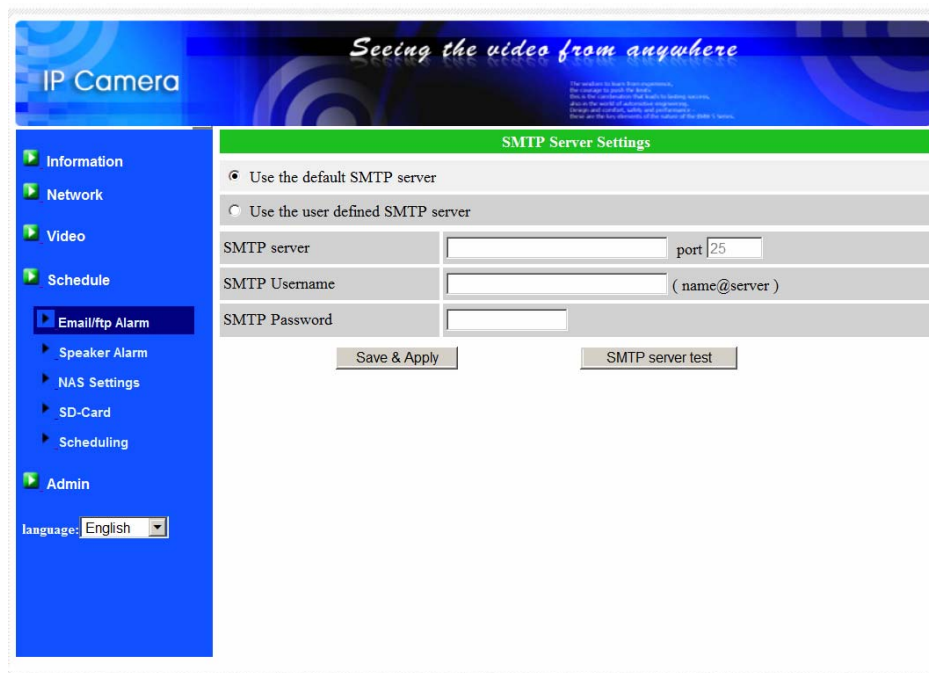 Seeing the video from anywhere
IP Camera
Information
Network
Video
Schedule
Email/ftp Alarm
Speaker Alarm
NAS Settings
SD-Card
Scheduling
Admin
language: English
SMTP Server Settings
Use the default SMTP server
Use the user defined SMTP server
SMTP server port 25
SMTP Username ( name@server )
SMTP Password
Save & Apply SMTP server test